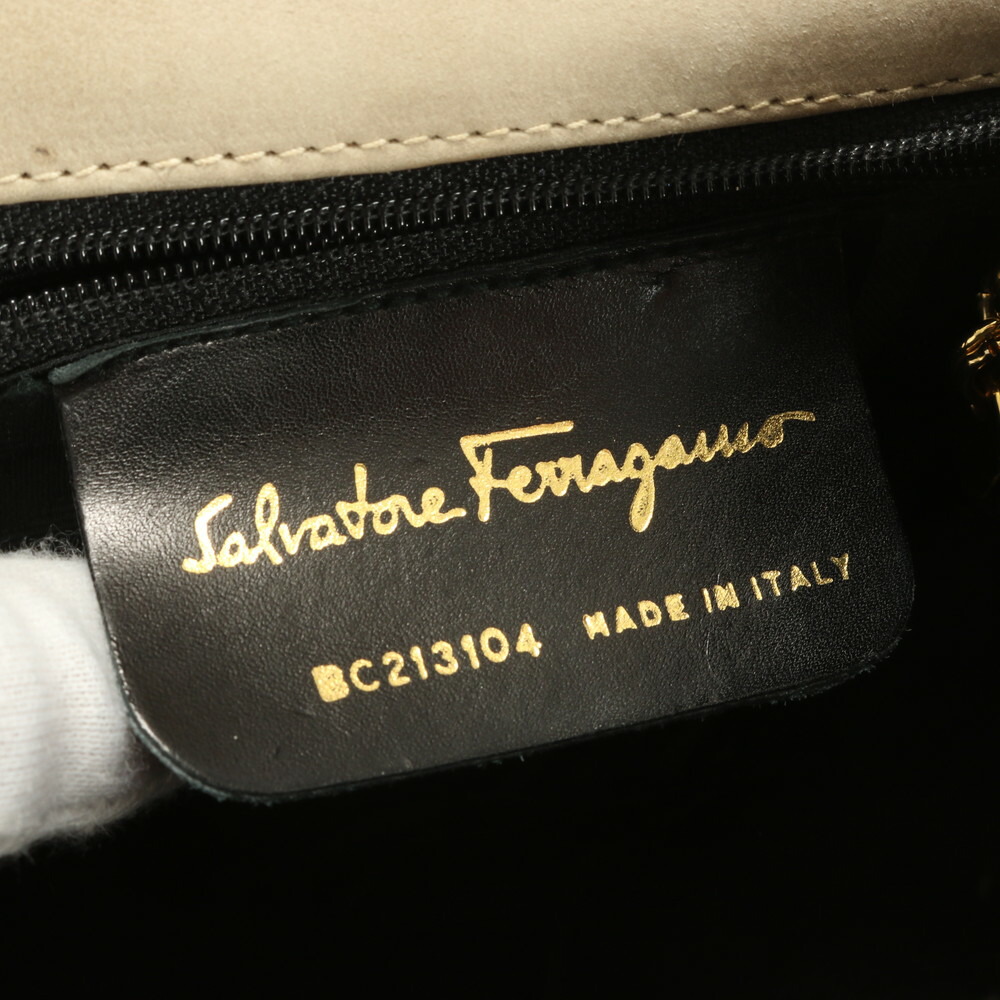 Salvatore Ferragamo
BC213104 MADE IN ITALY